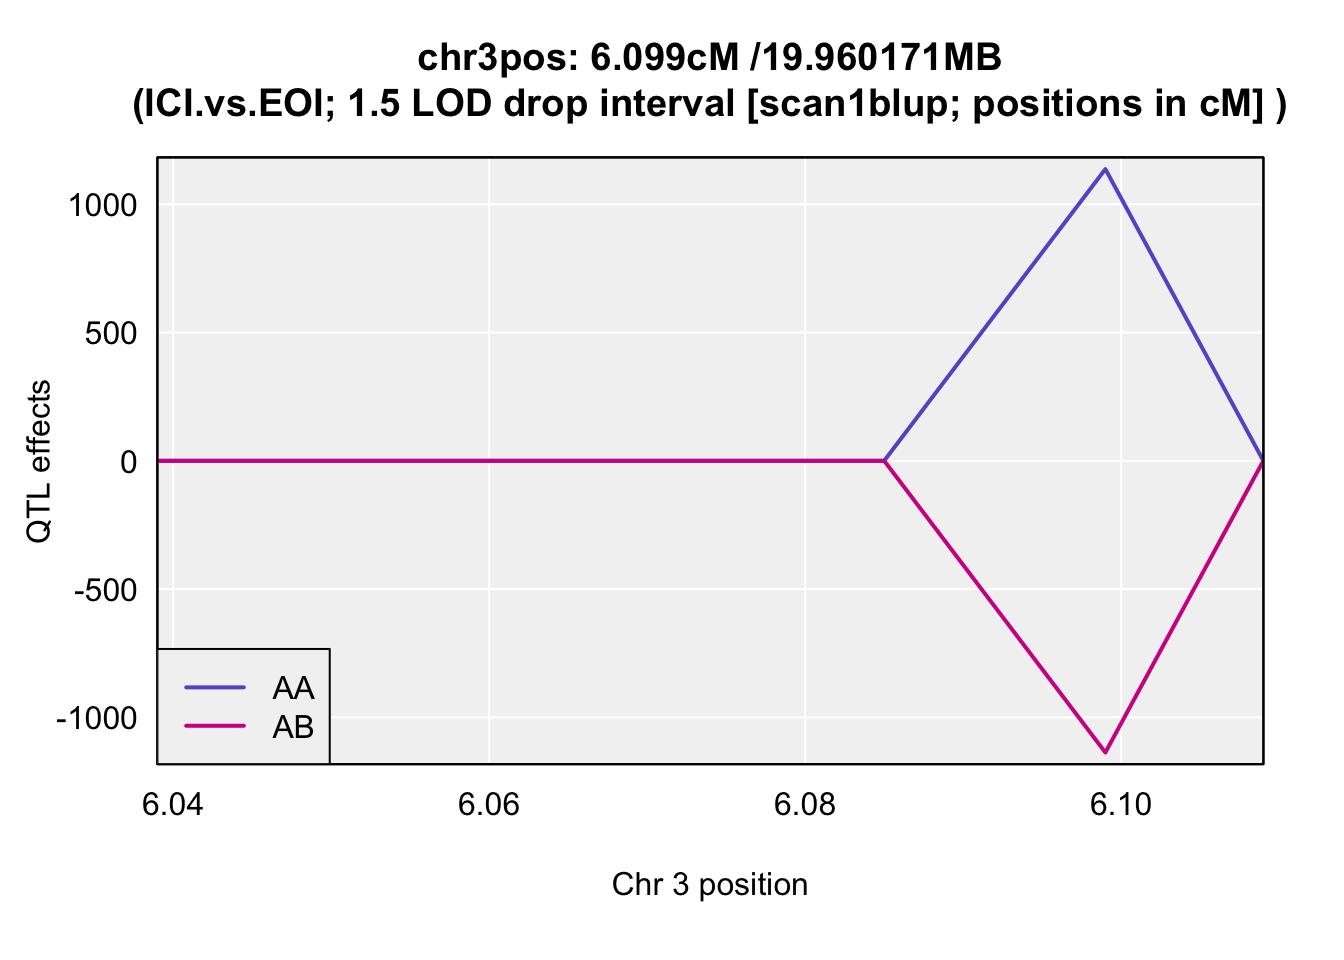 chr3pos: 6.099cM /19.960171MB
(ICI.vs.EOI; 1.5 LOD drop interval [scan1blup; positions in cM] )
1000
500
0
-500
-1000
QTL effects
AA
AB
6.04 6.06 6.08 6.10
Chr 3 position